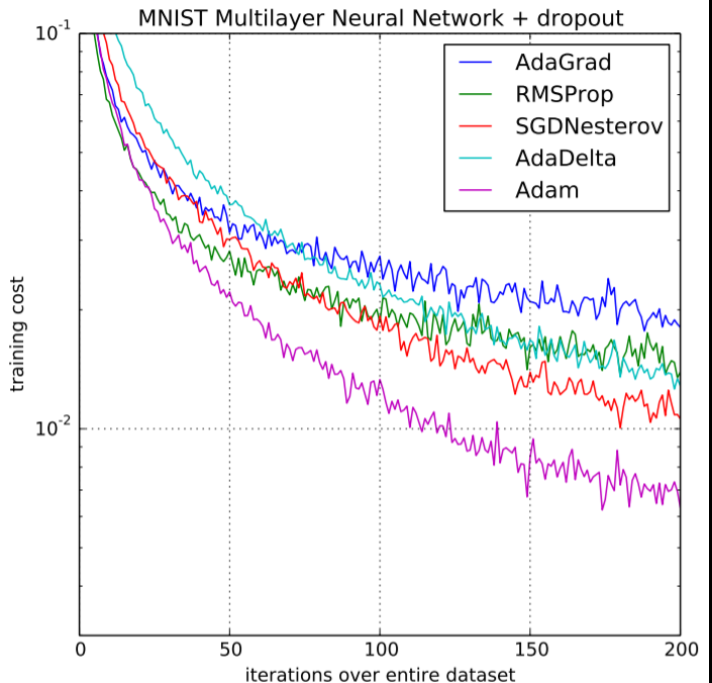 MNIST Multilayer Neural Network + dropout
10⁻¹
AdaGrad
RMSProp
SGDNesterov
AdaDelta
Adam
training cost
10⁻²
0 50 100 150 200
iterations over entire dataset